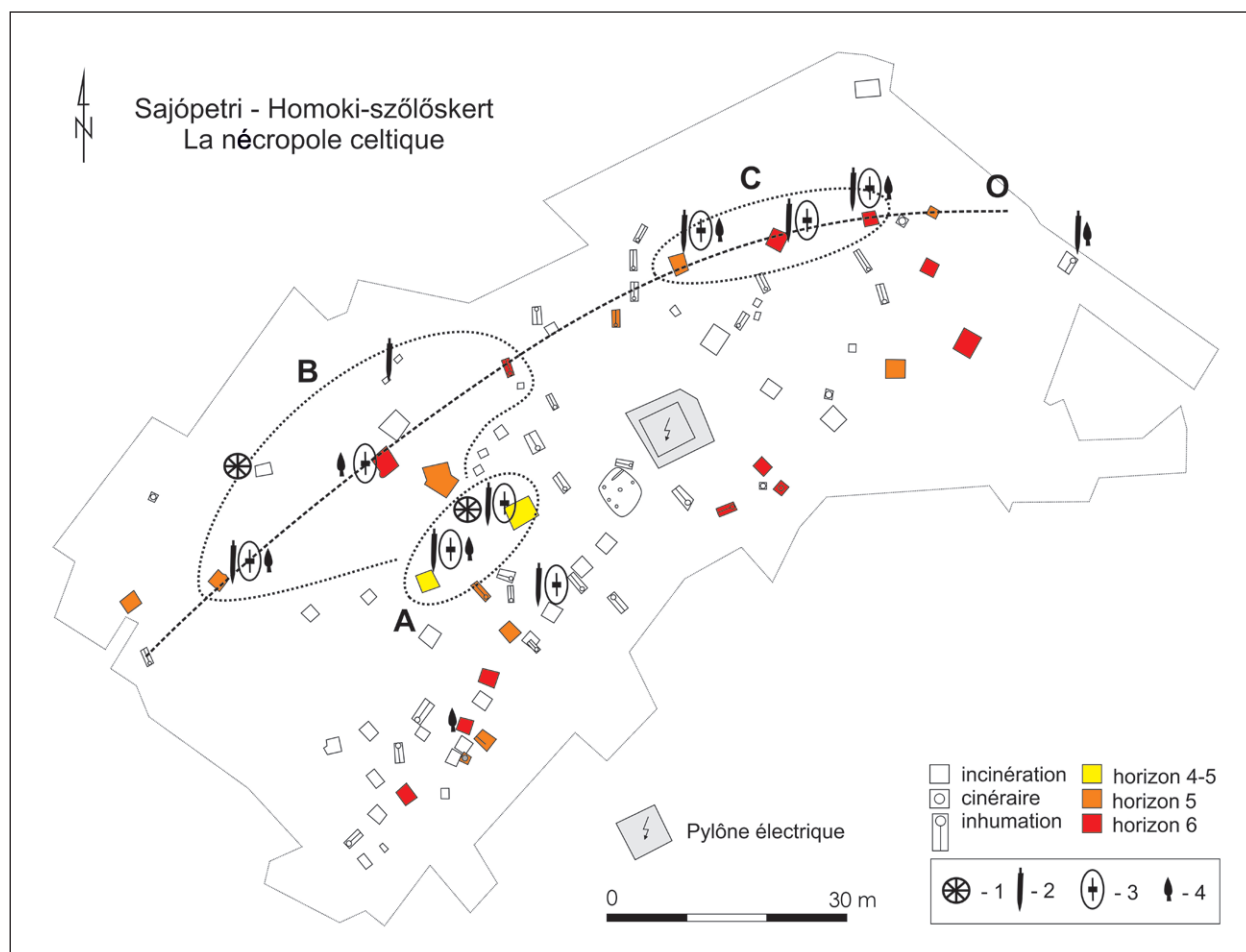 N
Sajópetri - Homoki-szőlőskert
La nécropole celtique
C
O
B
A
incinération
cinéraire
inhumation
horizon 4-5
horizon 5
horizon 6
Pylône électrique
0 30 m
- 1 - 2 - 3 - 4